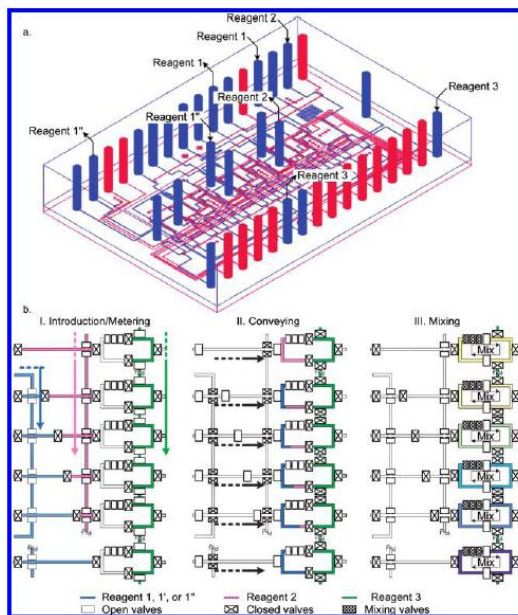 a.
Reagent 2
Reagent 1
Reagent 1
Reagent 3
Reagent 2
Reagent 1"
Reagent 1"
Reagent 3
b.
I. Introduction/Metering
II. Conveying
III. Mixing
Mix
Mix
Mix
Mix
Mix
Mix
Reagent 1, 1', or 1"
Reagent 2
Reagent 3
Open valves
Closed valves
Mixing valves